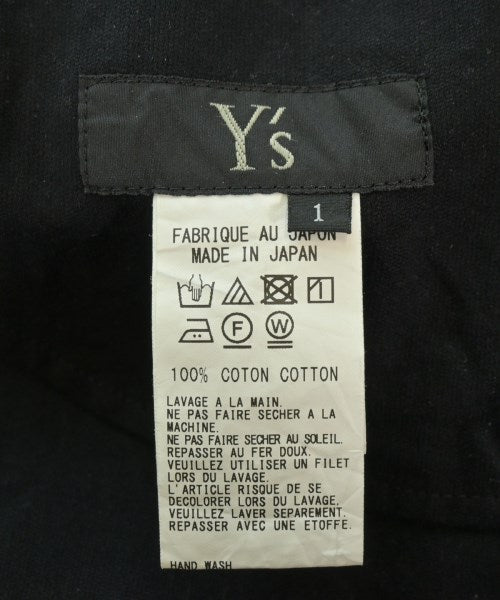 Y's
1
FABRIQUE AU JAPON
MADE IN JAPAN
F W
100% COTON COTTON
LAVAGE A LA MAIN.
NE PAS FAIRE SECHER A LA
MACHINE.
NE PAS FAIRE SECHER AU SOLEIL.
REPASSER AU FER DOUX.
VEUILLEZ UTILISER UN FILET
LORS DU LAVAGE.
L'ARTICLE RISQUE DE SE
DECOLORER LORS DU LAVAGE.
VEUILLEZ LAVER SEPAREMENT.
REPASSER AVEC UNE ETOFFE.
HAND WASH